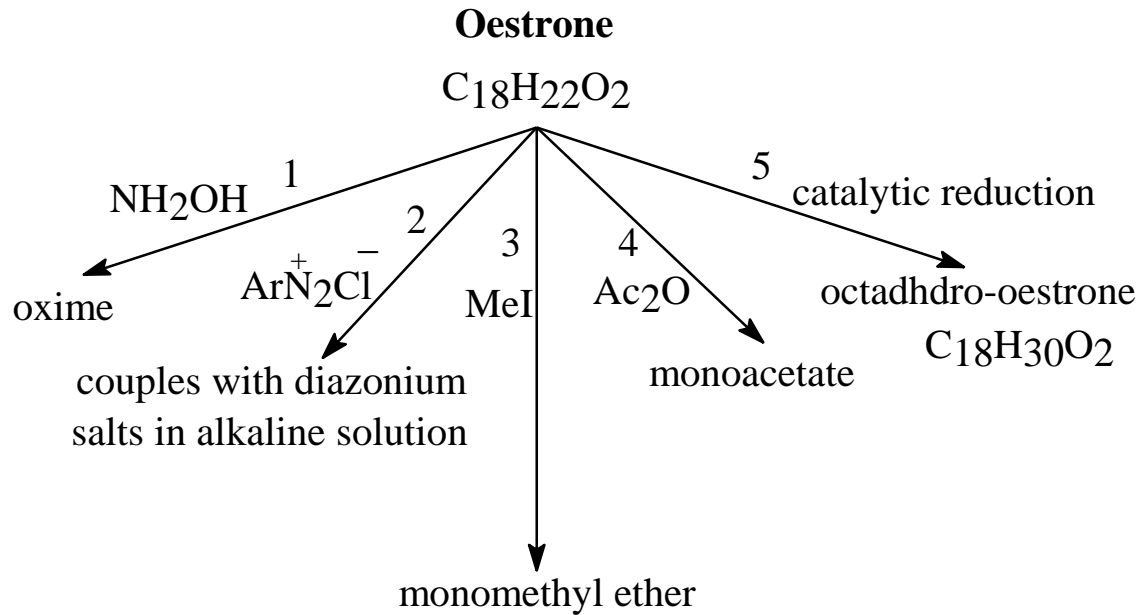 Oestrone
C18H22O2
1
5
NH2OH
catalytic reduction
2
3
4
ArN2Cl
+
−
MeI
Ac2O
oxime
octadhdro-oestrone
C18H30O2
couples with diazonium
salts in alkaline solution
monoacetate
monomethyl ether